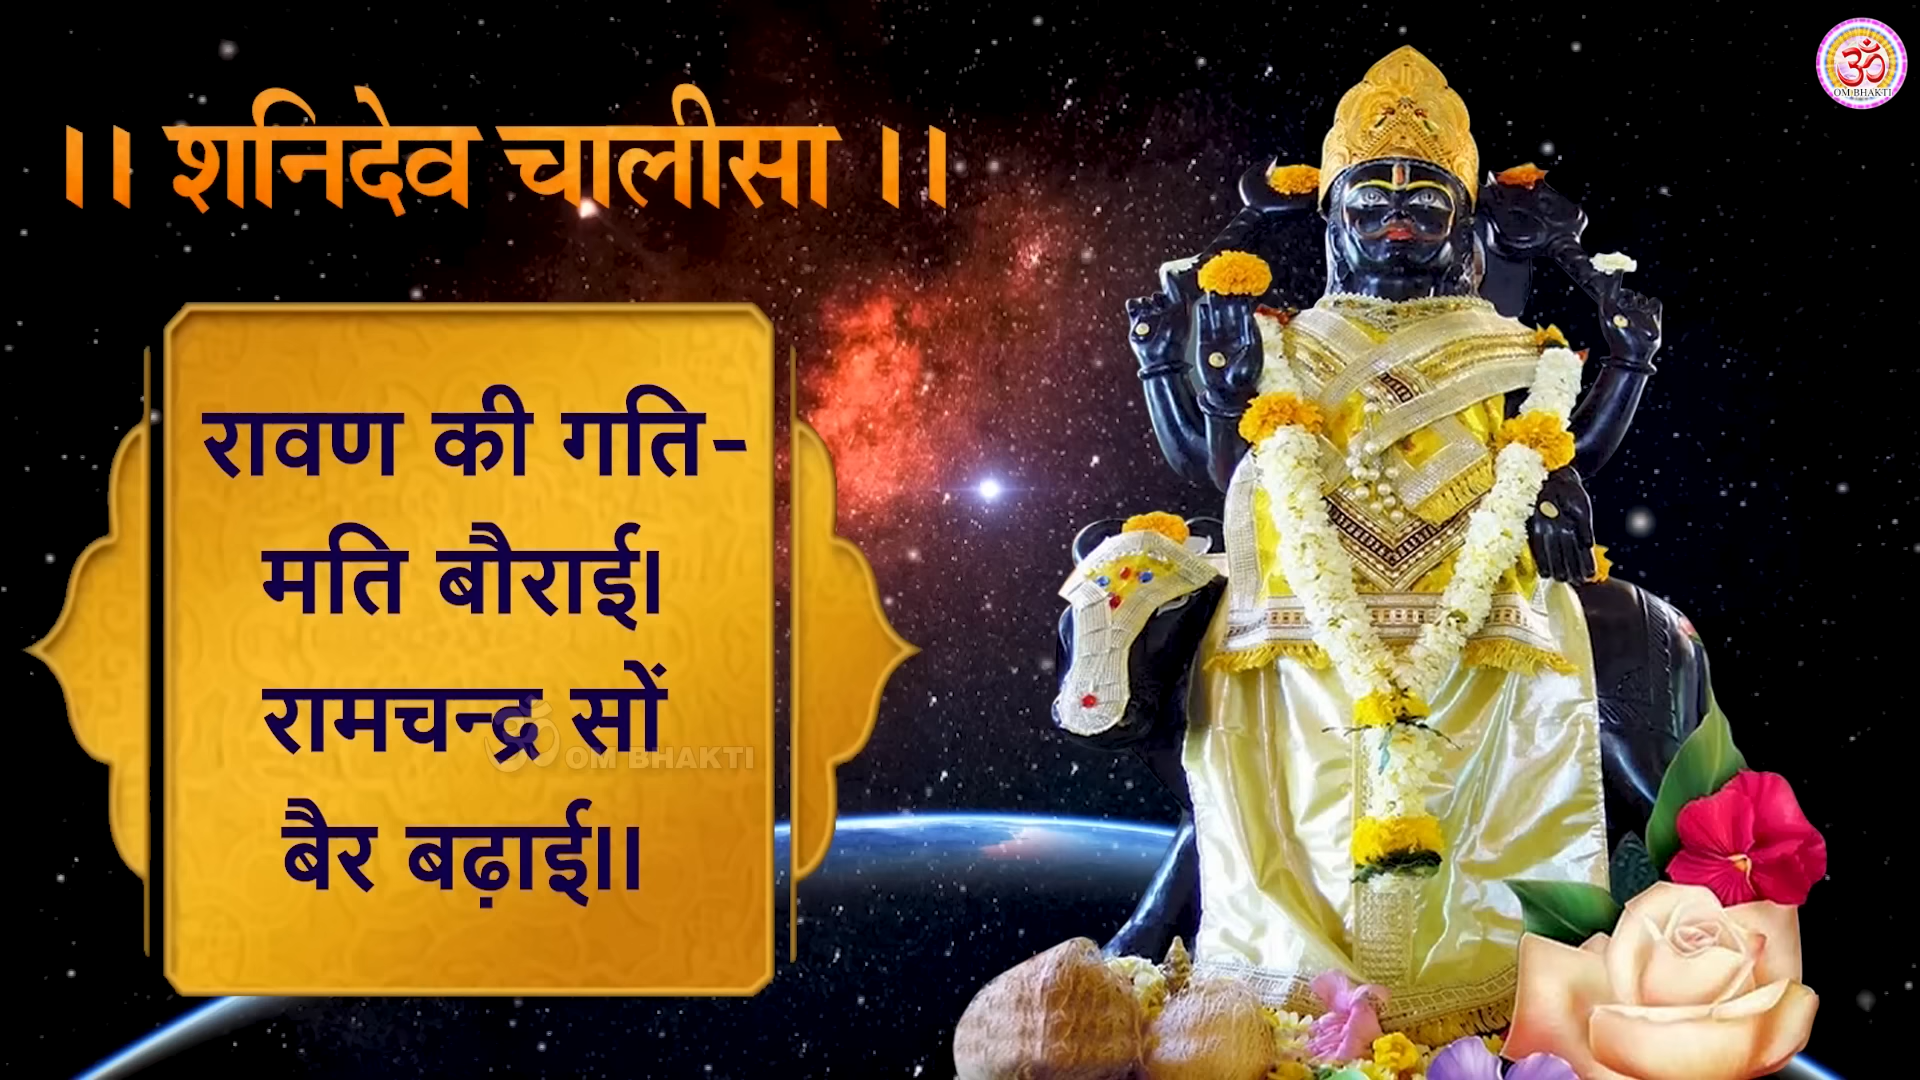 ।। शनिदेव चालीसा ।।
रावण की गति-
मति बौराई।
रामचन्द्र सों
बैर बढ़ाई।।
ॐ OM BHAKTI
ॐ
OM BHAKTI